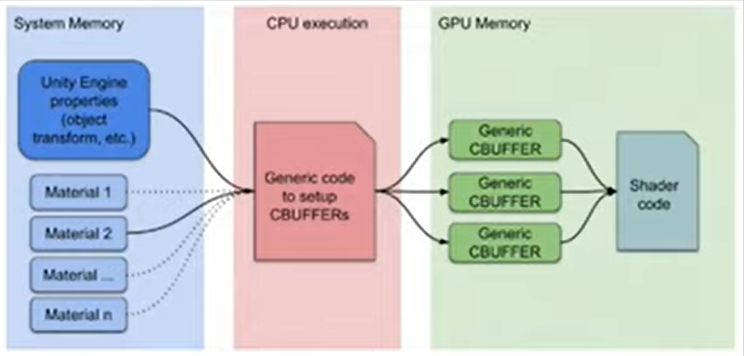 System Memory
CPU execution
GPU Memory
Unity Engine
properties
(object
transform, etc.)
Material 1
Material 2
Material ...
Material n
Generic code
to setup
CBUFFERs
Generic
CBUFFER
Generic
CBUFFER
Generic
CBUFFER
Shader
code